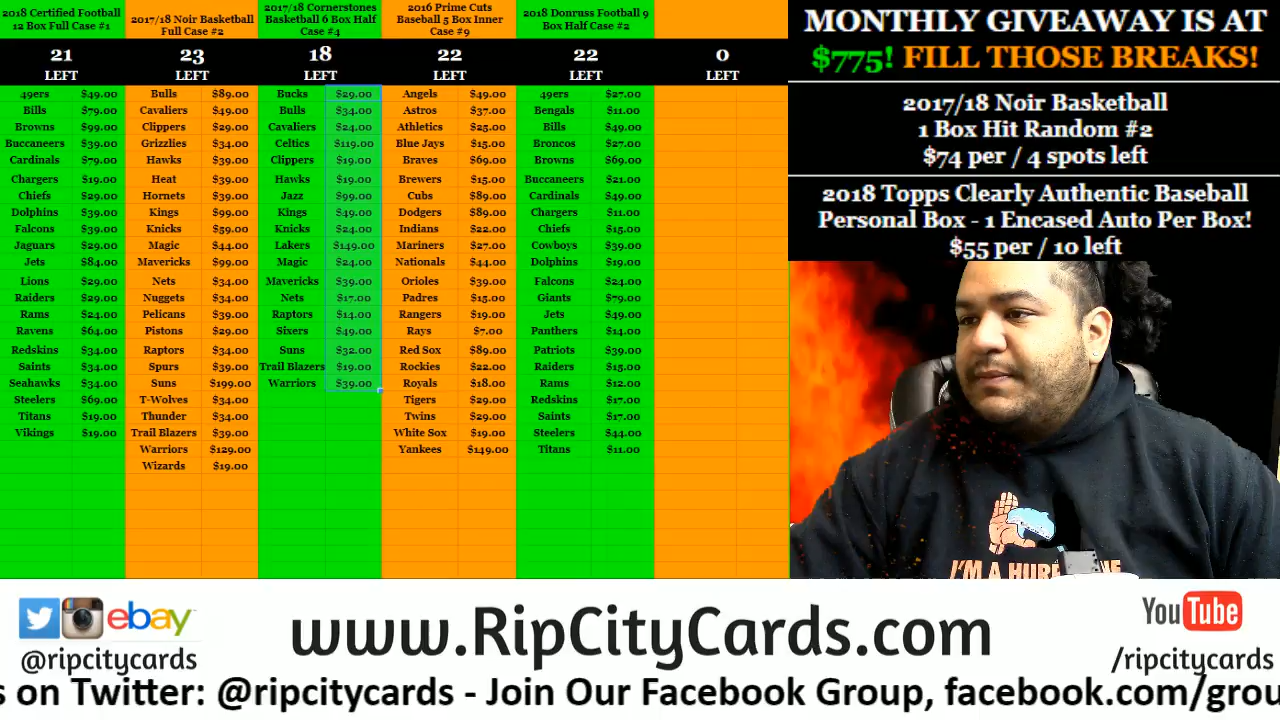 2018 Certified Football
12 Box Full Case #1
21
LEFT
49ers $49.00
Bills $79.00
Browns $99.00
Buccaneers $39.00
Cardinals $79.00
Chargers $19.00
Chiefs $29.00
Dolphins $39.00
Falcons $39.00
Jaguars $29.00
Jets $84.00
Lions $29.00
Raiders $29.00
Rams $24.00
Ravens $64.00
Redskins $34.00
Saints $34.00
Seahawks $34.00
Steelers $69.00
Titans $19.00
Vikings $19.00
2017/18 Noir Basketball
Full Case #2
23
LEFT
Bulls $89.00
Cavaliers $49.00
Clippers $29.00
Grizzlies $34.00
Hawks $39.00
Heat $39.00
Hornets $39.00
Kings $99.00
Knicks $59.00
Magic $44.00
Mavericks $99.00
Nets $34.00
Nuggets $34.00
Pelicans $39.00
Pistons $29.00
Raptors $34.00
Spurs $39.00
Suns $199.00
T-Wolves $34.00
Thunder $34.00
Trail Blazers $39.00
Warriors $129.00
Wizards $19.00
2017/18 Cornerstones
Basketball 6 Box Half
Case #4
18
LEFT
Bucks $29.00
Bulls $34.00
Cavaliers $24.00
Celtics $119.00
Clippers $19.00
Hawks $19.00
Jazz $99.00
Kings $49.00
Knicks $24.00
Lakers $149.00
Magic $24.00
Mavericks $39.00
Nets $17.00
Raptors $14.00
Sixers $49.00
Suns $32.00
Trail Blazers $19.00
Warriors $39.00
2016 Prime Cuts
Baseball 5 Box Inner
Case #9
22
LEFT
Angels $49.00
Astros $37.00
Athletics $25.00
Blue Jays $15.00
Braves $69.00
Brewers $15.00
Cubs $89.00
Dodgers $89.00
Indians $22.00
Mariners $27.00
Nationals $44.00
Orioles $39.00
Padres $15.00
Rangers $19.00
Rays $7.00
Red Sox $89.00
Rockies $22.00
Royals $18.00
Tigers $29.00
Twins $29.00
White Sox $19.00
Yankees $149.00
2018 Donruss Football 9
Box Half Case #2
22
LEFT
49ers $27.00
Bengals $11.00
Bills $49.00
Broncos $27.00
Browns $69.00
Buccaneers $21.00
Cardinals $49.00
Chargers $11.00
Chiefs $15.00
Cowboys $39.00
Dolphins $19.00
Falcons $24.00
Giants $79.00
Jets $49.00
Panthers $14.00
Patriots $39.00
Raiders $15.00
Rams $12.00
Redskins $17.00
Saints $17.00
Steelers $44.00
Titans $11.00
0
LEFT
MONTHLY GIVEAWAY IS AT
$775! FILL THOSE BREAKS!
2017/18 Noir Basketball
1 Box Hit Random #2
$74 per / 4 spots left
2018 Topps Clearly Authentic Baseball
Personal Box - 1 Encased Auto Per Box!
$55 per / 10 left
I'M A
ebay
@ripcitycards
www.RipCityCards.com
YouTube
/ripcitycards
s on Twitter: @ripcitycards - Join Our Facebook Group, facebook.com/grou